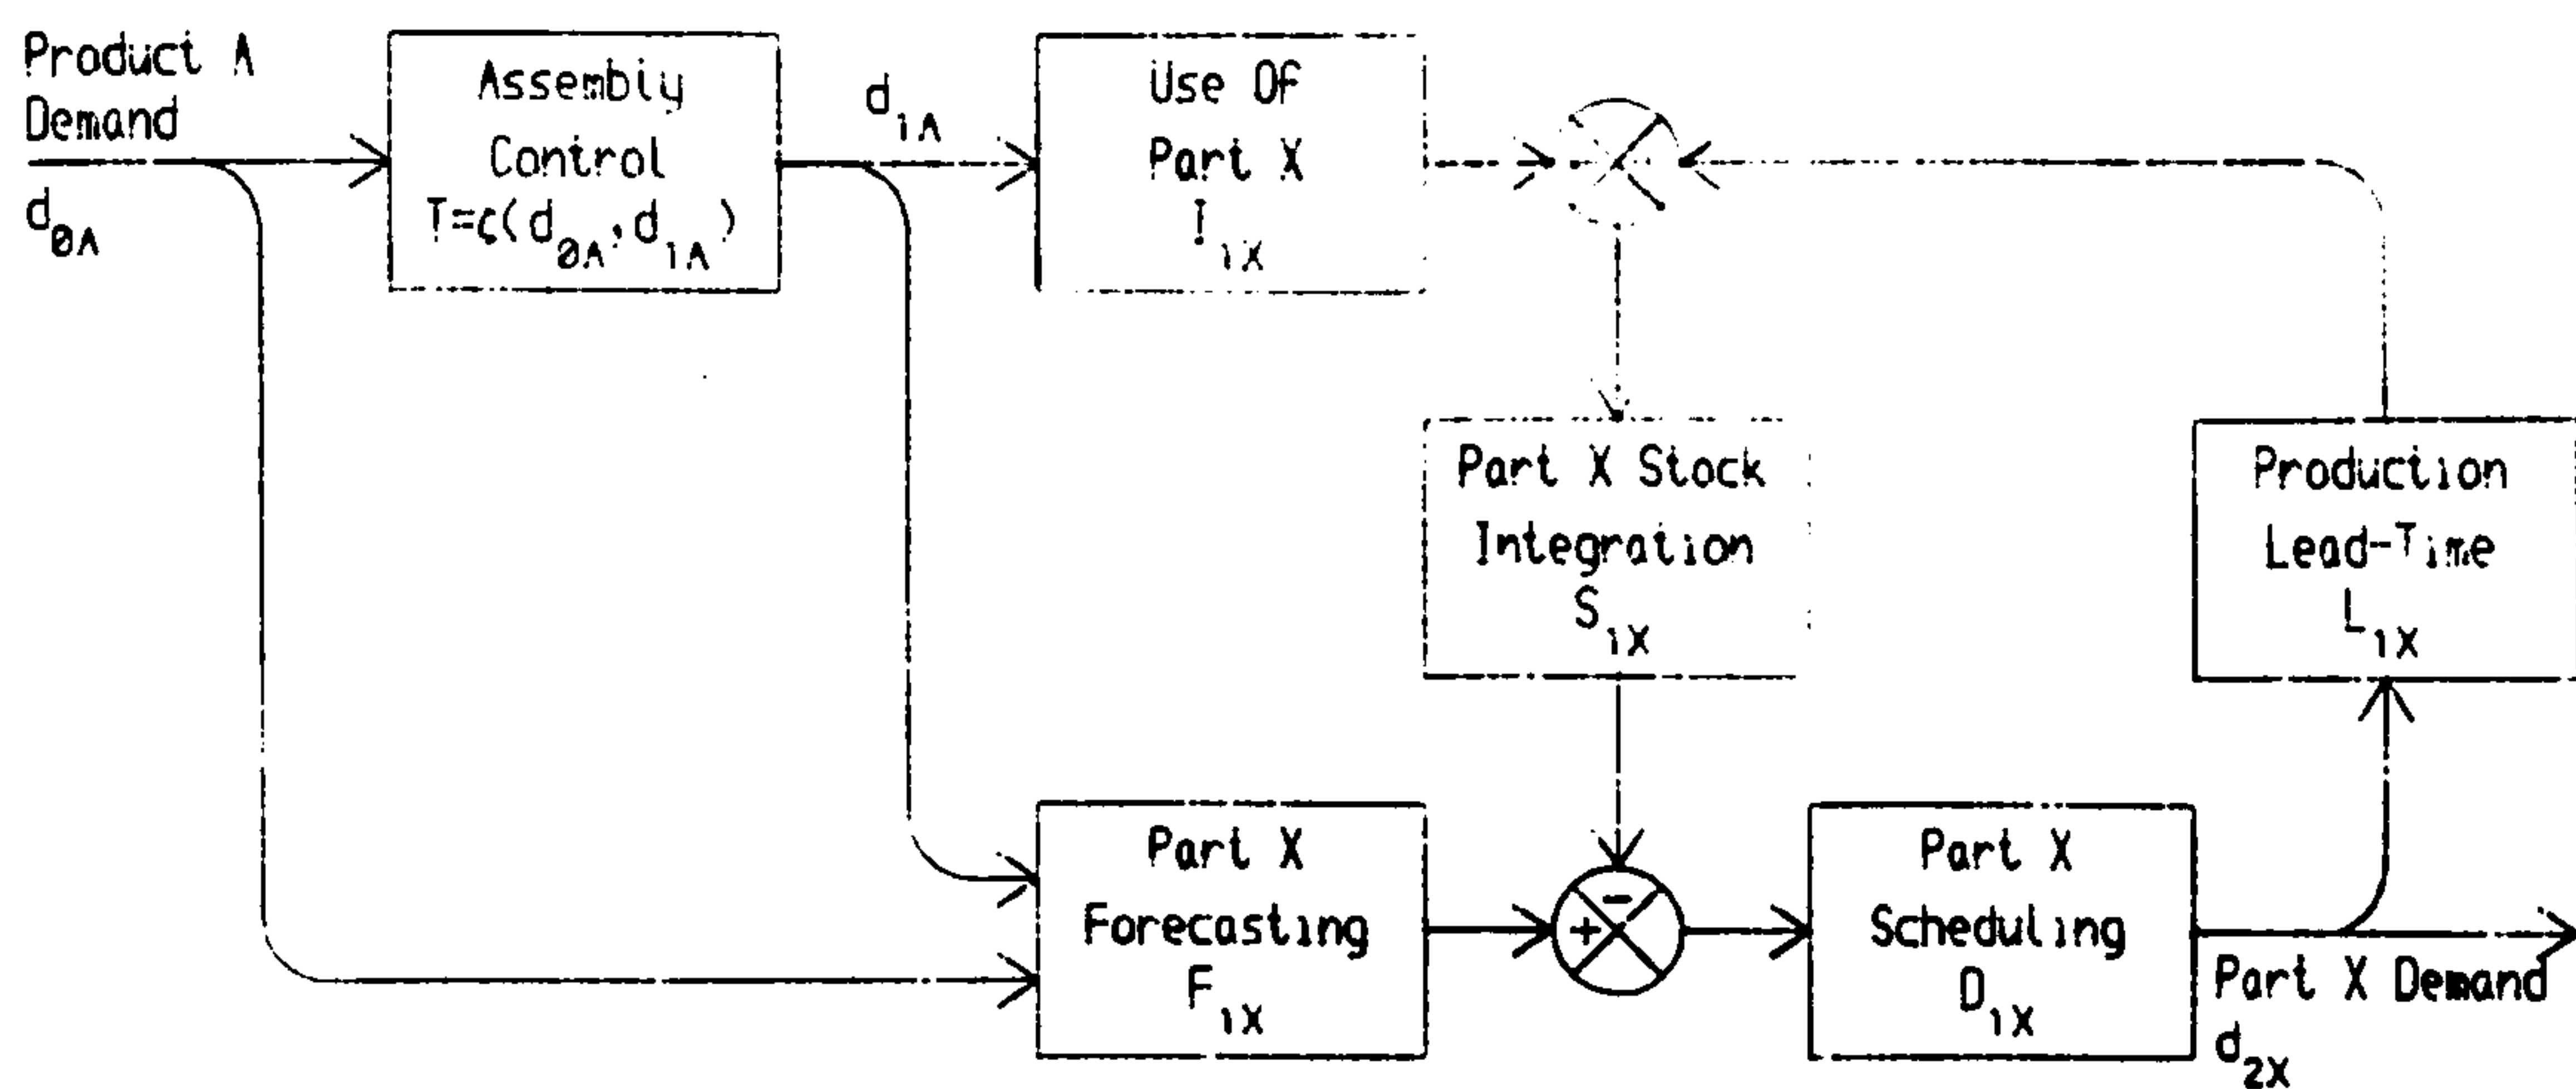 Product A
Demand
d0A
Assembly
Control
T=ζ(d0A,d1A)
d1A
Use Of
Part X
I1X
Part X Stock
Integration
S1X
Production
Lead-Time
L1X
Part X
Forecasting
F1X
+
-
Part X
Scheduling
D1X
Part X Demand
d2X